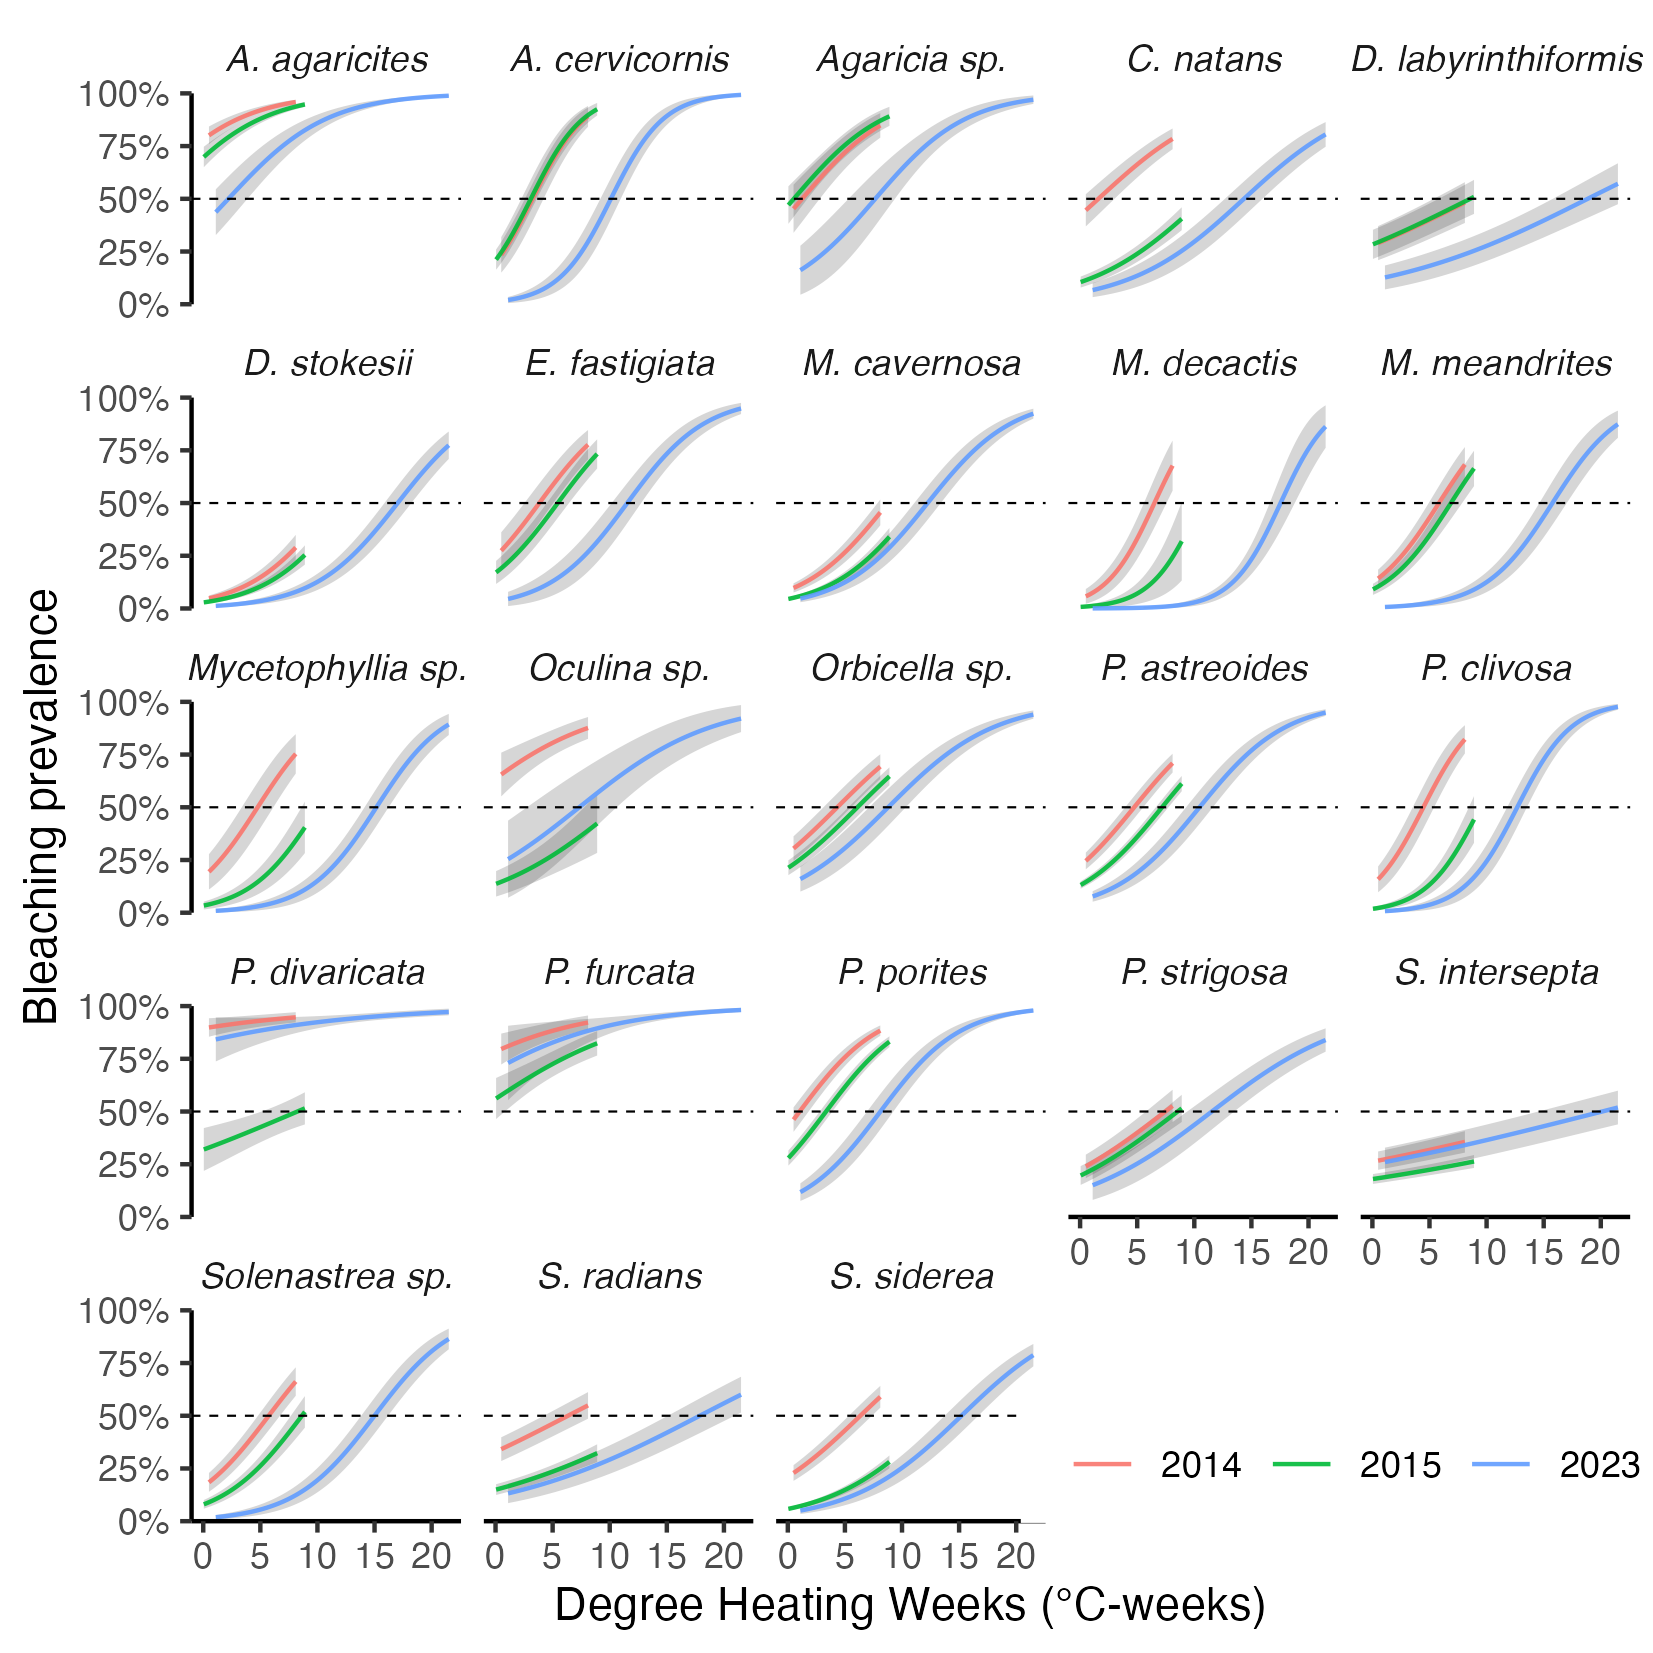 A. agaricites A. cervicornis Agaricia sp. C. natans D. labyrinthiformis
100%
75%
50%
25%
0%
D. stokesii E. fastigiata M. cavernosa M. decactis M. meandrites
100%
75%
50%
25%
0%
Bleaching prevalence
Mycetophyllia sp. Oculina sp. Orbicella sp. P. astreoides P. clivosa
100%
75%
50%
25%
0%
P. divaricata P. furcata P. porites P. strigosa S. intersepta
100%
75%
50%
25%
0%
0 5 10 15 20 0 5 10 15 20
Solenastrea sp. S. radians S. siderea
100%
75%
50%
25%
0%
2014 2015 2023
0 5 10 15 20 0 5 10 15 20 0 5 10 15 20
Degree Heating Weeks (°C-weeks)